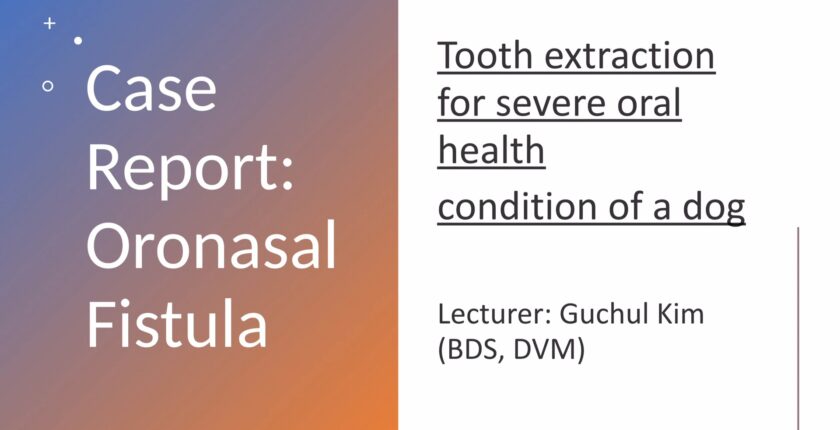 Case
Report:
Oronasal
Fistula
Tooth extraction
for severe oral
health
condition of a dog
Lecturer: Guchul Kim
(BDS, DVM)